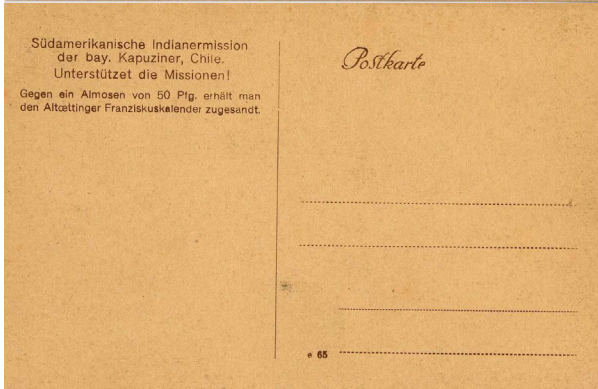 Südamerikanische Indianermission
der bay. Kapuziner, Chile.
Unterstützet die Missionen!
Gegen ein Almosen von 50 Pfg. erhält man
den Altœttinger Franziskuskalender zugesandt.
Postkarte
e 65